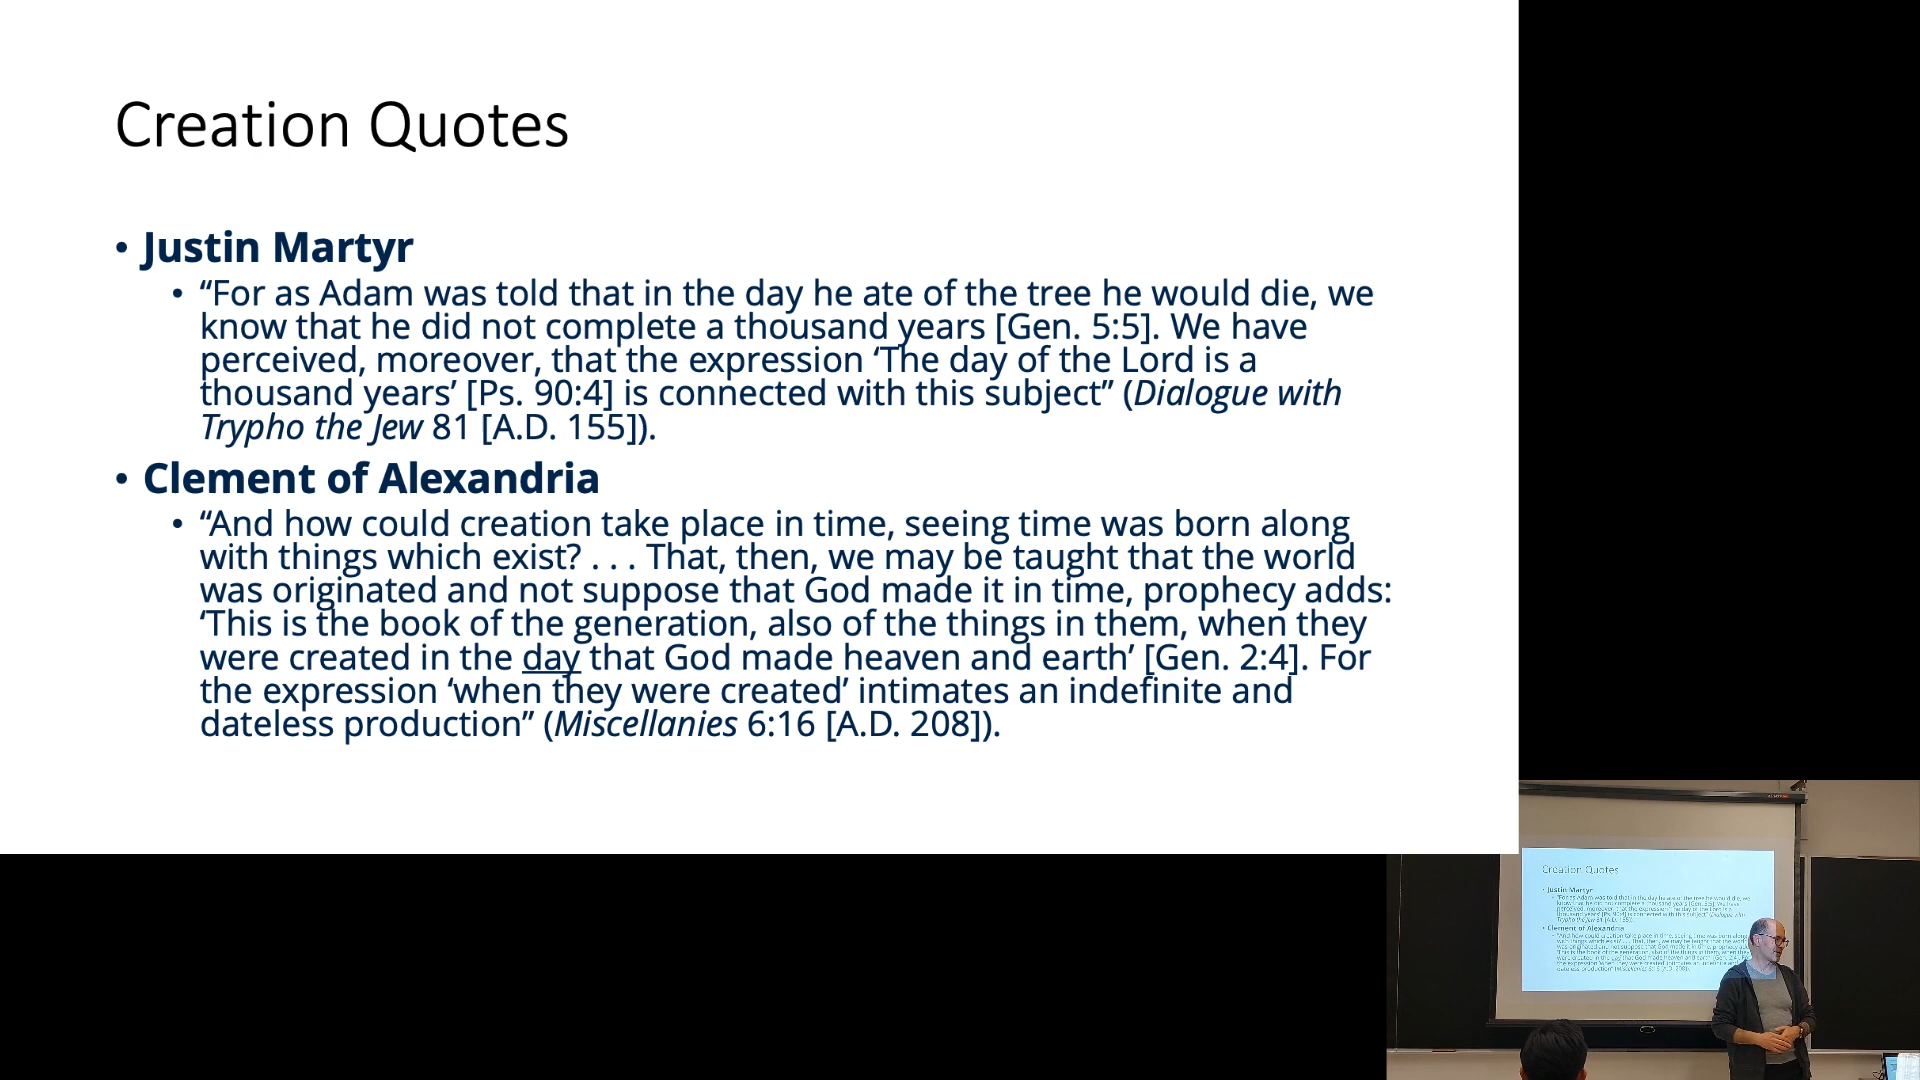 Creation Quotes
• Justin Martyr
• “For as Adam was told that in the day he ate of the tree he would die, we
know that he did not complete a thousand years [Gen. 5:5]. We have
perceived, moreover, that the expression ‘The day of the Lord is a
thousand years’ [Ps. 90:4] is connected with this subject” (Dialogue with
Trypho the Jew 81 [A.D. 155]).
• Clement of Alexandria
• “And how could creation take place in time, seeing time was born along
with things which exist? . . . That, then, we may be taught that the world
was originated and not suppose that God made it in time, prophecy adds:
‘This is the book of the generation, also of the things in them, when they
were created in the day that God made heaven and earth’ [Gen. 2:4]. For
the expression ‘when they were created’ intimates an indefinite and
dateless production” (Miscellanies 6:16 [A.D. 208]).
Creation Quotes
• Justin Martyr
• Clement of Alexandria